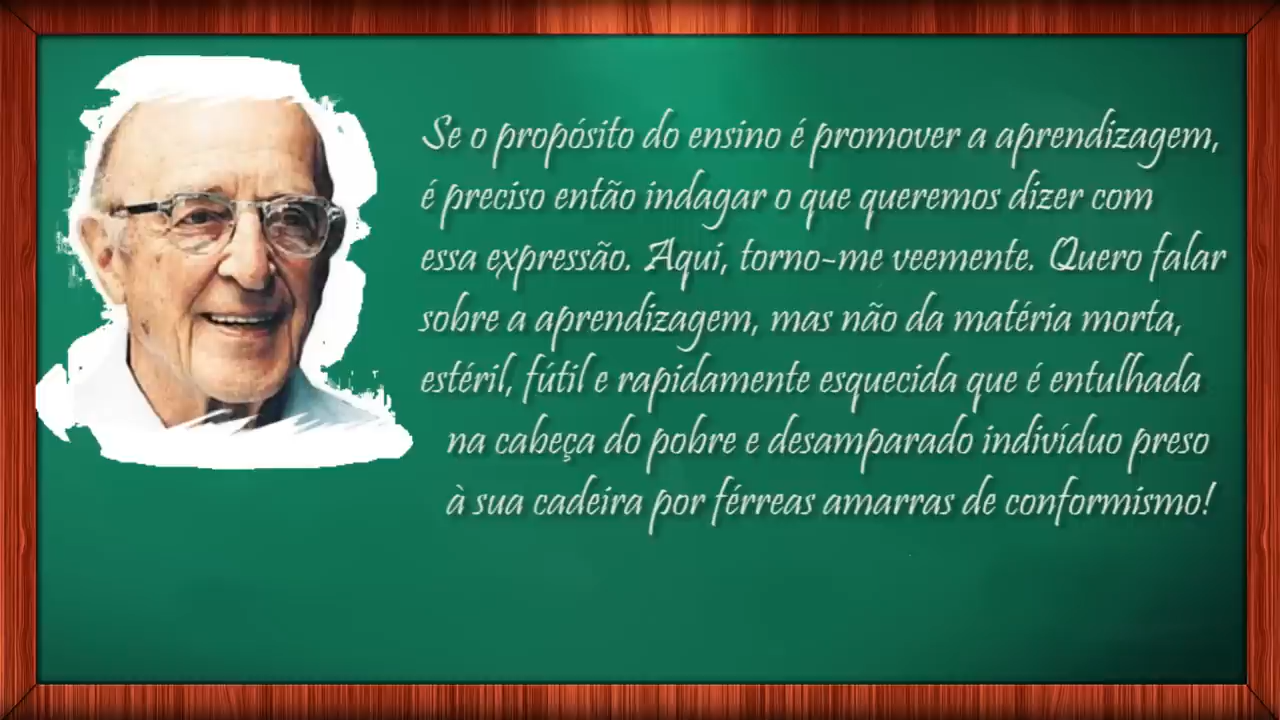 Se o propósito do ensino é promover a aprendizagem,
é preciso então indagar o que queremos dizer com
essa expressão. Aqui, torno-me veemente. Quero falar
sobre a aprendizagem, mas não da matéria morta,
estéril, fútil e rapidamente esquecida que é entulhada
na cabeça do pobre e desamparado indivíduo preso
à sua cadeira por férreas amarras de conformismo!